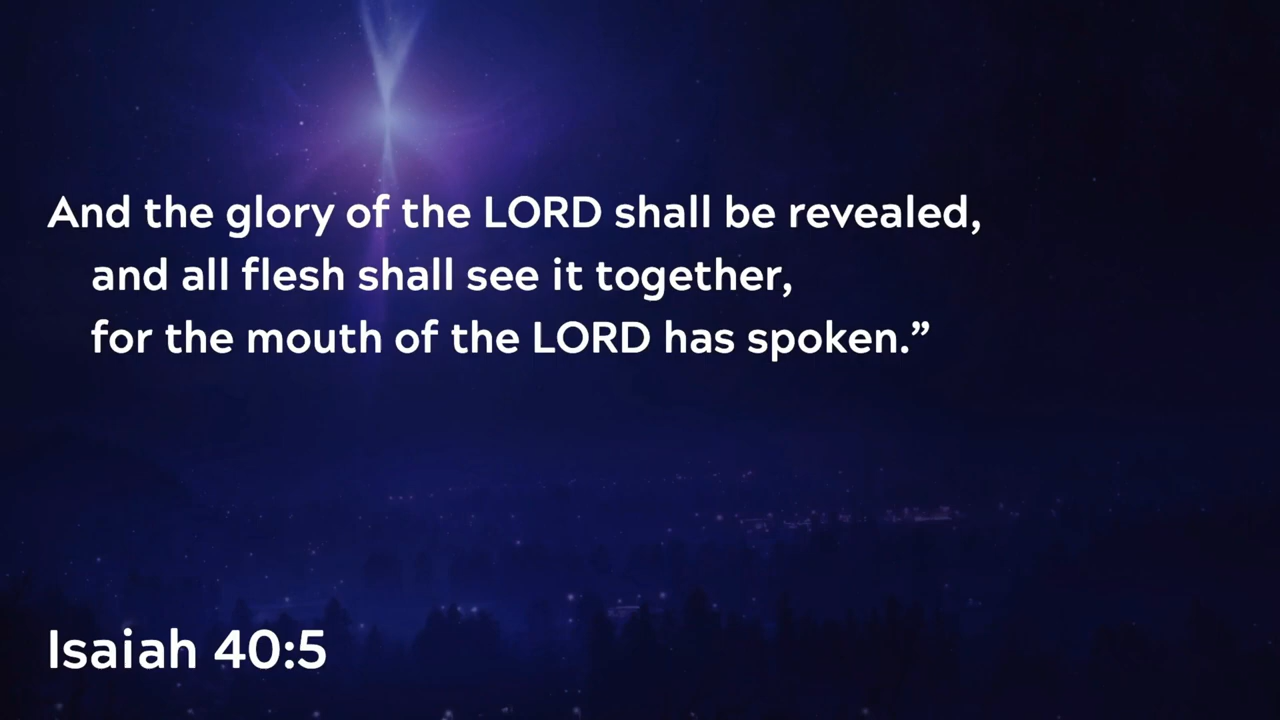 And the glory of the LORD shall be revealed,
and all flesh shall see it together,
for the mouth of the LORD has spoken.”
Isaiah 40:5